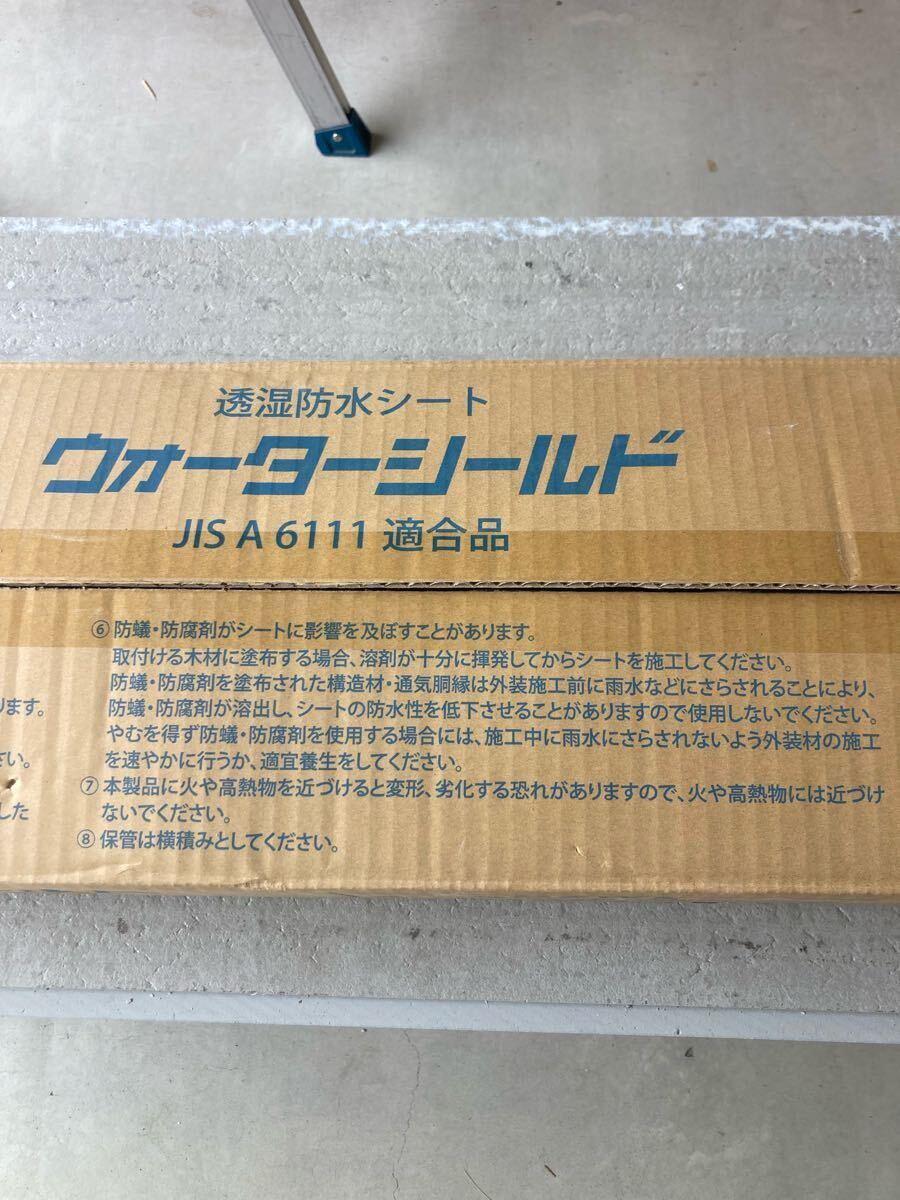 透湿防水シート
ウォーターシールド
JIS A 6111 適合品
⑥ 防蟻・防腐剤がシートに影響を及ぼすことがあります。
取付ける木材に塗布する場合、溶剤が十分に揮発してからシートを施工してください。
防蟻・防腐剤を塗布された構造材・通気胴縁は外装施工前に雨水などにさらされることにより、
防蟻・防腐剤が溶出し、シートの防水性を低下させることがありますので使用しないでください。
やむを得ず防蟻・防腐剤を使用する場合には、施工中に雨水にさらされないよう外装材の施工
を速やかに行うか、適宜養生をしてください。
⑦ 本製品に火や高熱物を近づけると変形、劣化する恐れがありますので、火や高熱物には近づけ
ないでください。
⑧ 保管は横積みとしてください。
ります。
さい。
した